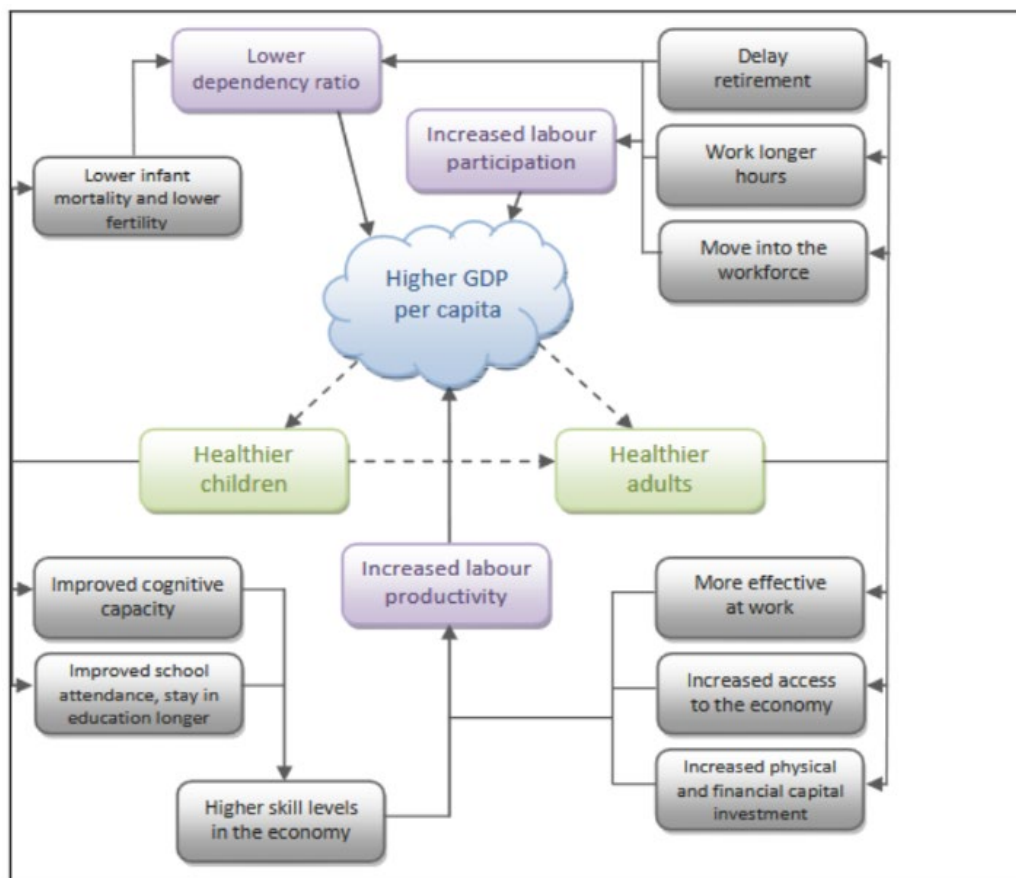 Lower
dependency ratio
Delay
retirement
Increased labour
participation
Work longer
hours
Lower infant
mortality and lower
fertility
Move into the
workforce
Higher GDP
per capita
Healthier
children
Healthier
adults
Improved cognitive
capacity
Increased labour
productivity
More effective
at work
Improved school
attendance, stay in
education longer
Increased access
to the economy
Higher skill levels
in the economy
Increased physical
and financial capital
investment